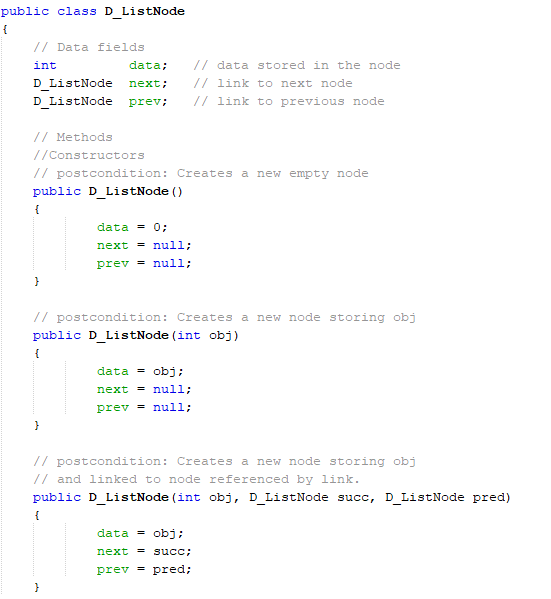 public class D_ListNode
{
// Data fields
int data; // data stored in the node
D_ListNode next; // link to next node
D_ListNode prev; // link to previous node
// Methods
//Constructors
// postcondition: Creates a new empty node
public D_ListNode()
{
data = 0;
next = null;
prev = null;
}
// postcondition: Creates a new node storing obj
public D_ListNode(int obj)
{
data = obj;
next = null;
prev = null;
}
// postcondition: Creates a new node storing obj
// and linked to node referenced by link.
public D_ListNode(int obj, D_ListNode succ, D_ListNode pred)
{
data = obj;
next = succ;
prev = pred;
}